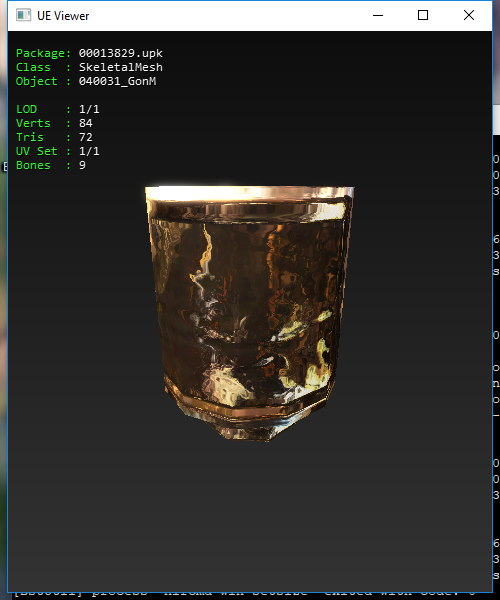 UE Viewer
Package: 00013829.upk
Class : SkeletalMesh
Object : 040031_GonM
LOD : 1/1
Verts : 84
Tris : 72
UV Set : 1/1
Bones : 9